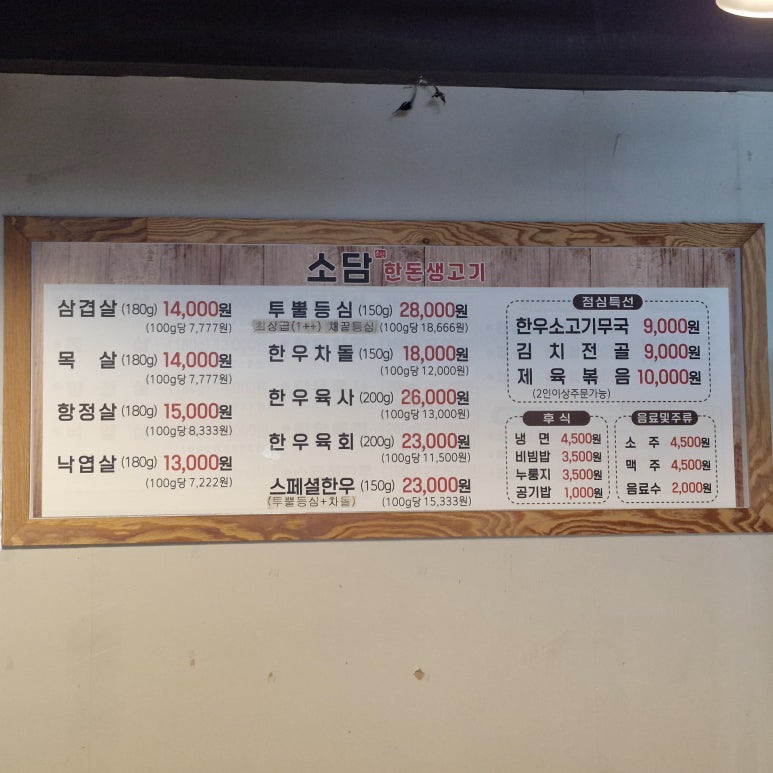 소담 한돈생고기
삼겹살 (180g) 14,000원
(100g당 7,777원)
목 살 (180g) 14,000원
(100g당 7,777원)
항정살 (180g) 15,000원
(100g당 8,333원)
낙엽살 (180g) 13,000원
(100g당 7,222원)
투뿔등심 (150g) 28,000원
최상급(1++) 채끝등심 (100g당 18,666원)
한우차돌 (150g) 18,000원
(100g당 12,000원)
한우육사 (200g) 26,000원
(100g당 13,000원)
한우육회 (200g) 23,000원
(100g당 11,500원)
스페셜한우 (150g) 23,000원
(투뿔등심+차돌) (100g당 15,333원)
점심특선
한우소고기무국 9,000원
김치전골 9,000원
제육볶음 10,000원
(2인이상주문가능)
후식
냉 면 4,500원
비빔밥 3,500원
누룽지 3,500원
공기밥 1,000원
음료및주류
소 주 4,500원
맥 주 4,500원
음료수 2,000원